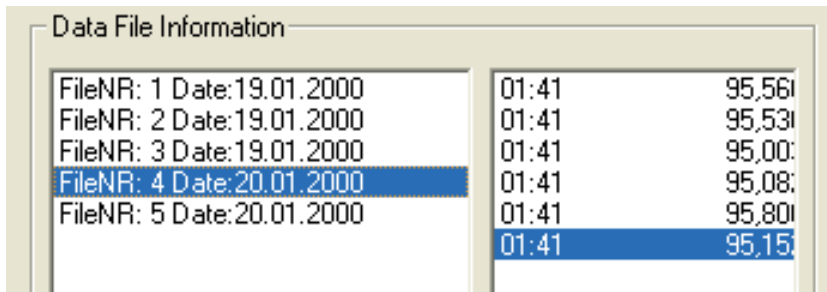 Data File Information
FileNR: 1 Date:19.01.2000
FileNR: 2 Date:19.01.2000
FileNR: 3 Date:19.01.2000
FileNR: 4 Date:20.01.2000
FileNR: 5 Date:20.01.2000
01:41 95,56
01:41 95,53
01:41 95,00
01:41 95,08
01:41 95,80
01:41 95,15